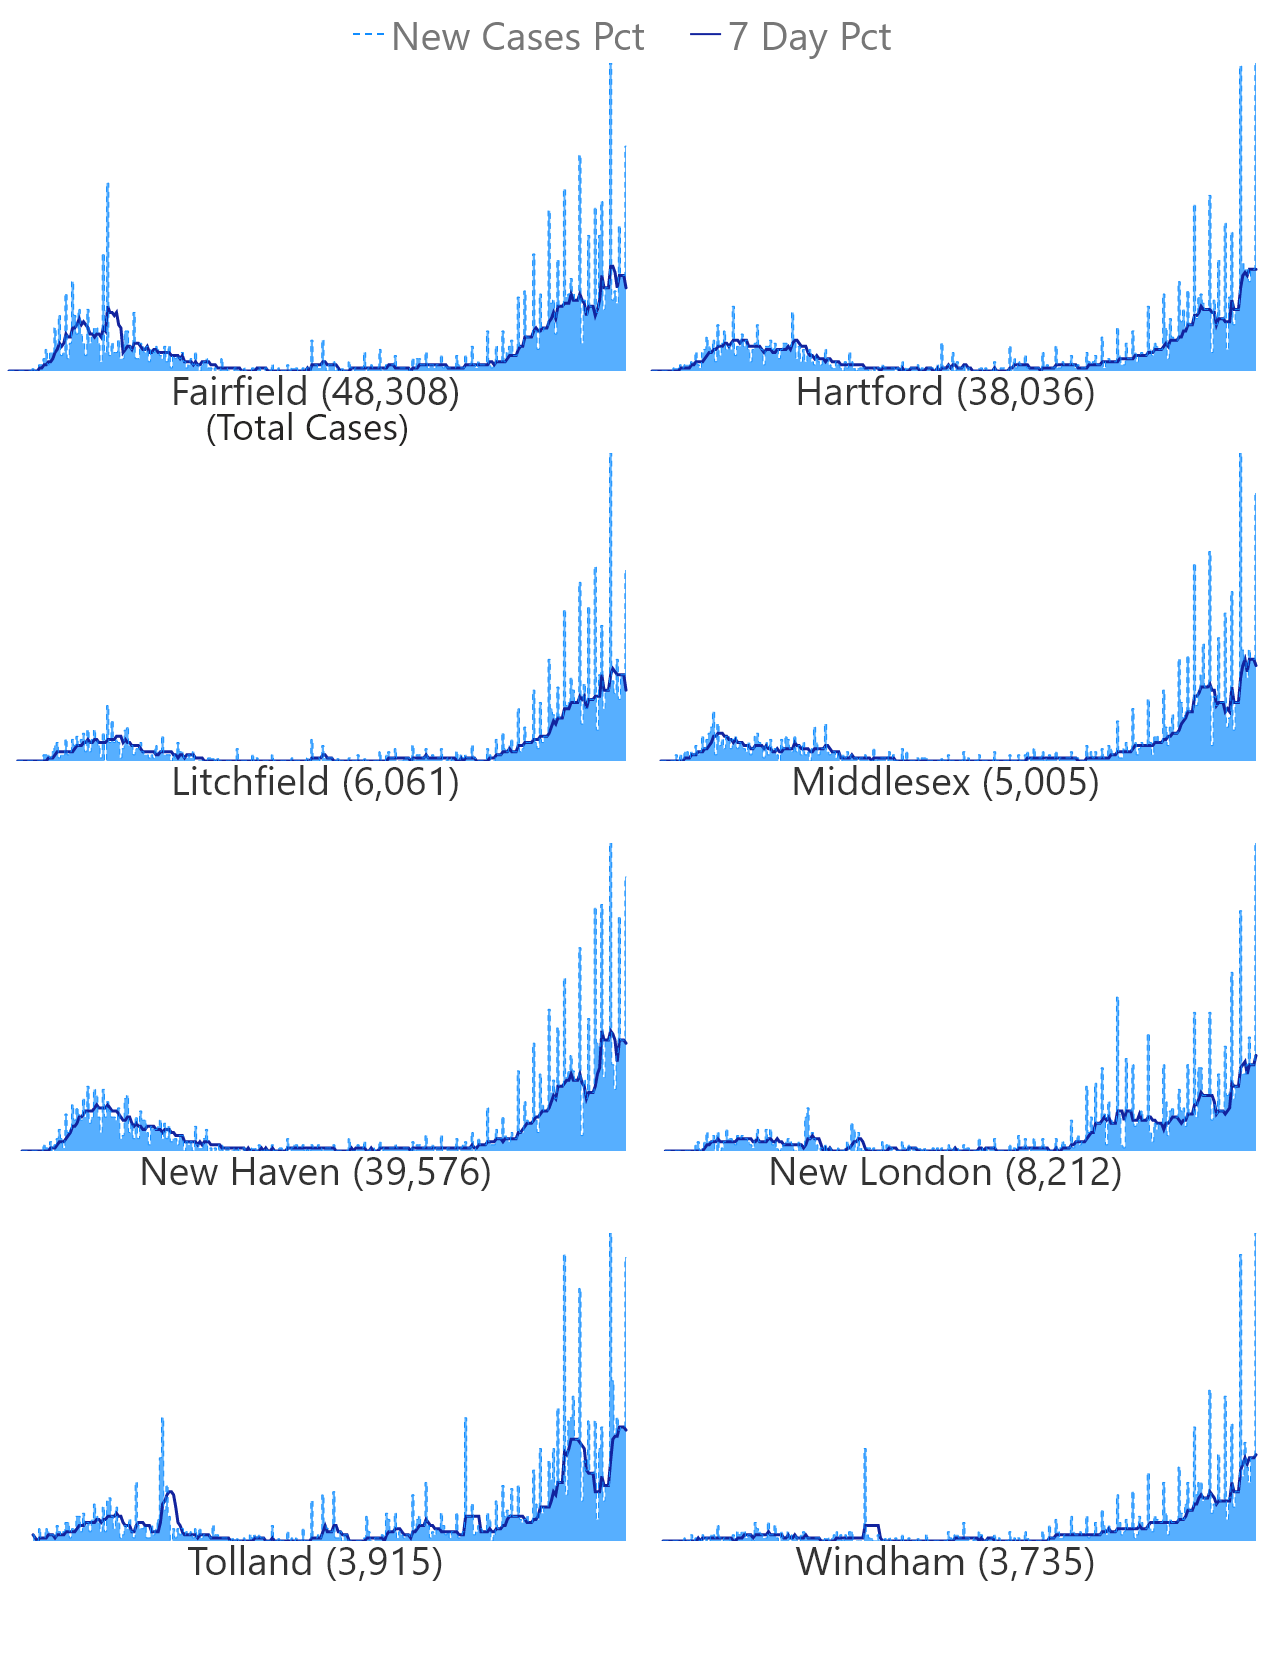 New Cases Pct 7 Day Pct
Fairfield (48,308)
(Total Cases)
Hartford (38,036)
Litchfield (6,061)
Middlesex (5,005)
New Haven (39,576)
New London (8,212)
Tolland (3,915)
Windham (3,735)